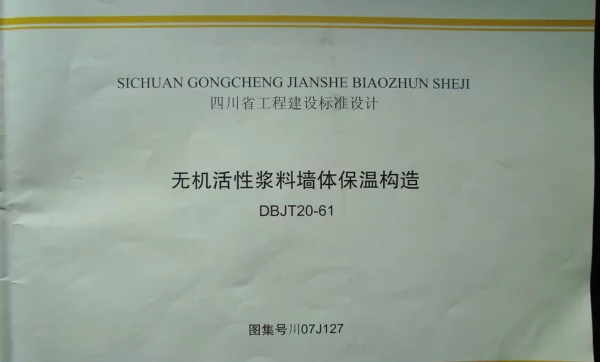 SICHUAN GONGCHENG JIANSHE BIAOZHUN SHEJI
四川省工程建设标准设计
无机活性浆料墙体保温构造
DBJT20-61
图集号川07J127